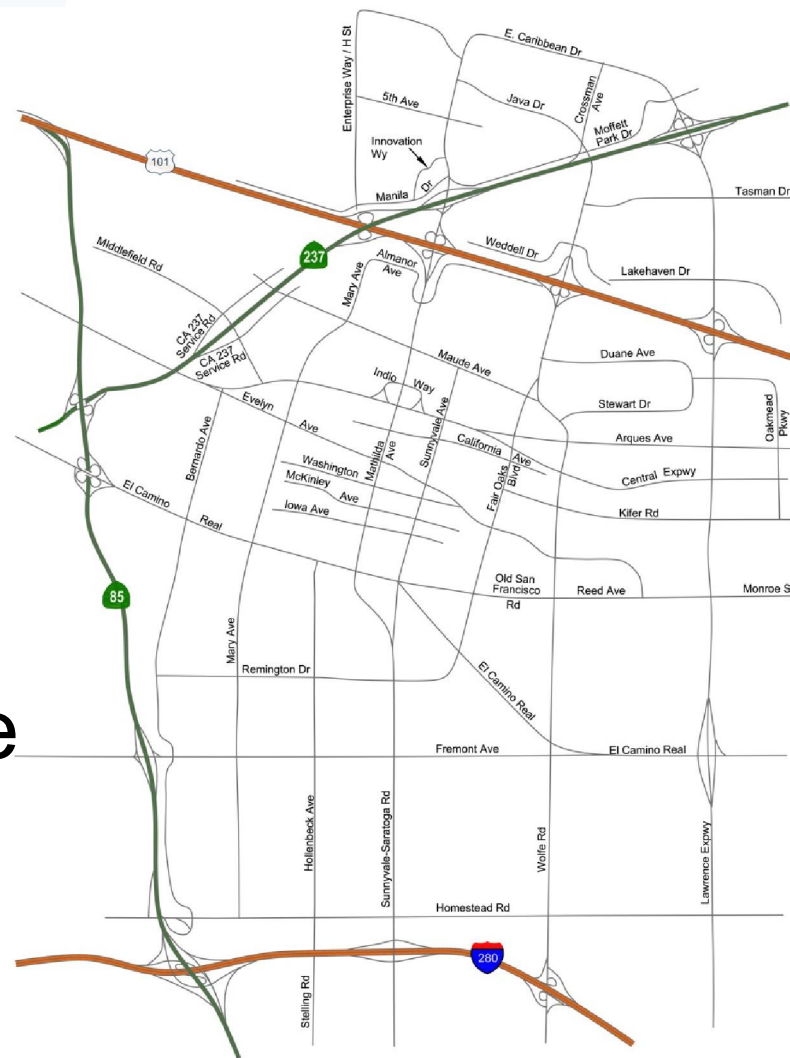 E. Caribbean Dr
Enterprise Way / H St
5th Ave
Java Dr
Crossman
Ave
Moffett
Park Dr
Innovation
Wy
101
Manila
Dr
Tasman Dr
Middlefield Rd
237
Almanor
Ave
Weddell Dr
Lakehaven Dr
Mary Ave
CA 237
Service Rd
CA 237
Service Rd
Maude Ave
Duane Ave
Indio Way
Stewart Dr
Evelyn
Ave
Bernardo Ave
Mathilda
Ave
Sunnyvale Ave
California Ave
Arques Ave
Oakmead
Pkwy
Washington
McKinley
Ave
Iowa Ave
Fair Oaks
Blvd
Central Expwy
Kifer Rd
El Camino
Real
85
Old San
Francisco
Rd
Reed Ave
Monroe S
Mary Ave
Remington Dr
El Camino Real
e
Fremont Ave
El Camino Real
Hollenbeck Ave
Sunnyvale-Saratoga Rd
Wolfe Rd
Lawrence Expwy
Homestead Rd
280
Stelling Rd